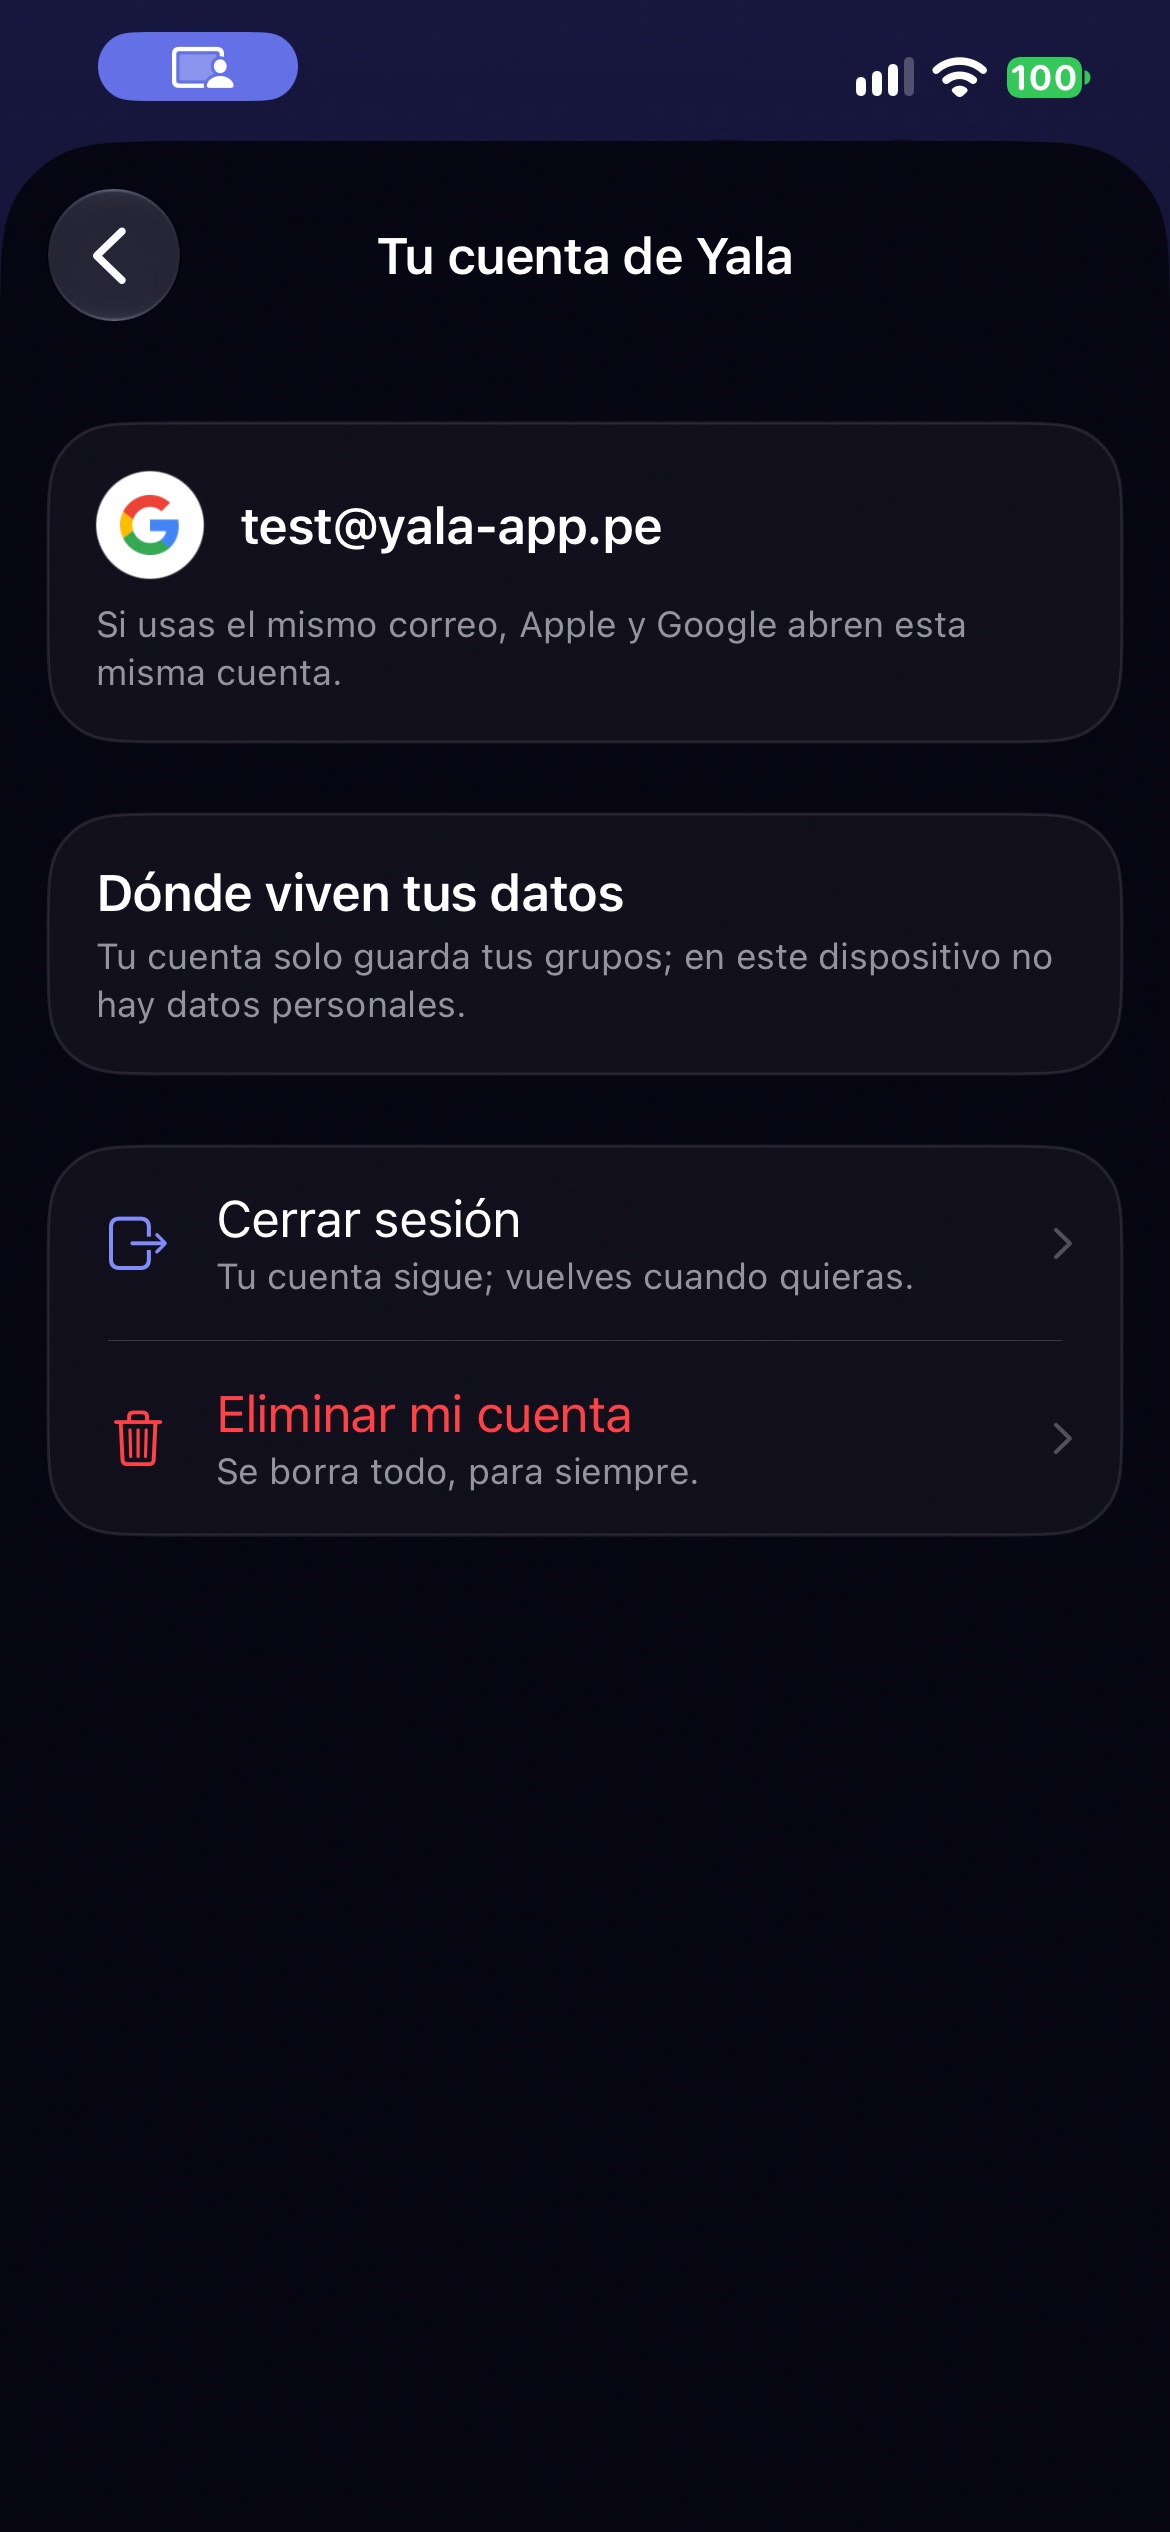 100
Tu cuenta de Yala
test@yala-app.pe
Si usas el mismo correo, Apple y Google abren esta
misma cuenta.
Dónde viven tus datos
Tu cuenta solo guarda tus grupos; en este dispositivo no
hay datos personales.
Cerrar sesión
Tu cuenta sigue; vuelves cuando quieras.
Eliminar mi cuenta
Se borra todo, para siempre.